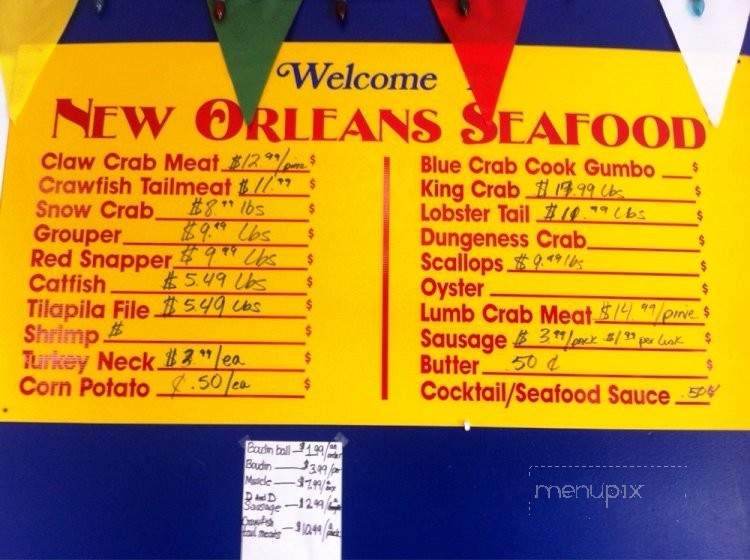 Welcome
NEW ORLEANS SEAFOOD
Claw Crab Meat $12.99/pine $
Crawfish Tailmeat $11.99 $
Snow Crab $8.99 lbs $
Grouper $9.99 Lbs $
Red Snapper $9.99 Lbs $
Catfish $5.49 Lbs $
Tilapila File $5.49 Lbs $
Shrimp $ $
Turkey Neck $ /ea $
Corn Potato ¢.50/ea $
Blue Crab Cook Gumbo $
King Crab 99 Lbs $
Lobster Tail 99 Lbs $
Dungeness Crab $
Scallops $9.99 lbs $
Oyster $
Lumb Crab Meat $14.99/pine $
Sausage $3.99/pack $1.99 per Link $
Butter .50 ¢ $
Cocktail/Seafood Sauce .50¢ $
Boudin ball — $1.99/
Boudin — $3.99/
Muscle — $7.99/
D and D
Sausage — $2.99/
Crawfish
tail meats — $10.99/ pack
menupix